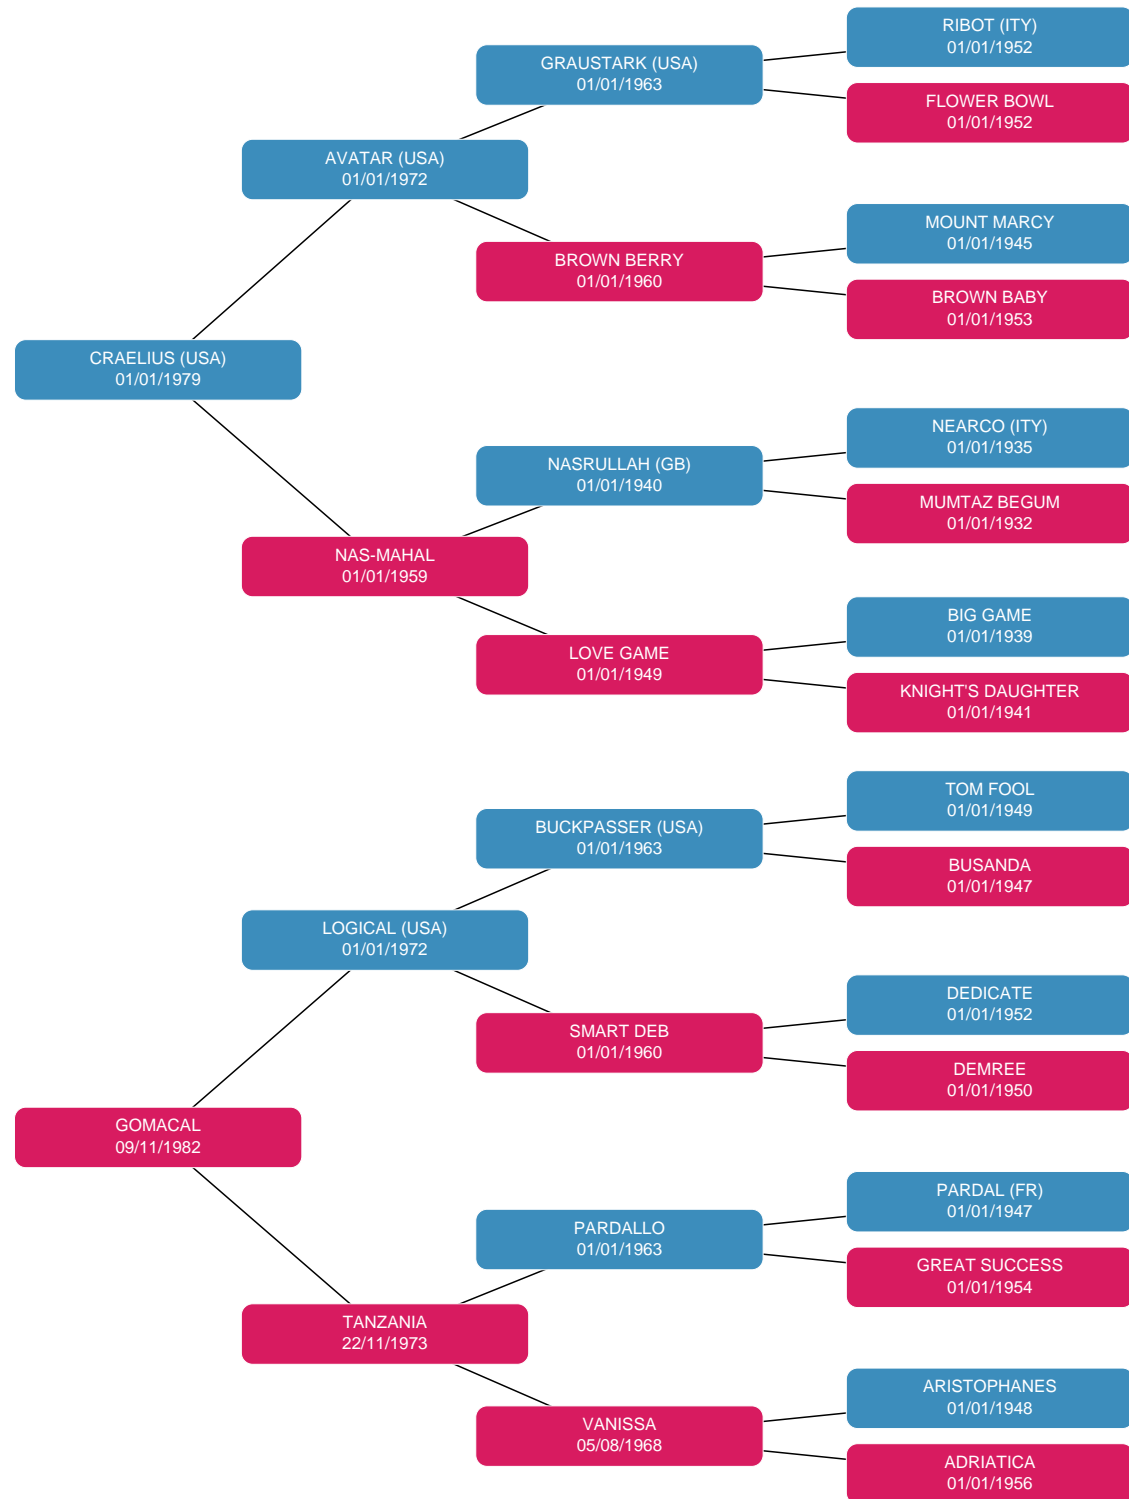 RIBOT (ITY)
01/01/1952
GRAUSTARK (USA)
01/01/1963
FLOWER BOWL
01/01/1952
AVATAR (USA)
01/01/1972
MOUNT MARCY
01/01/1945
BROWN BERRY
01/01/1960
BROWN BABY
01/01/1953
CRAELIUS (USA)
01/01/1979
NEARCO (ITY)
01/01/1935
NASRULLAH (GB)
01/01/1940
MUMTAZ BEGUM
01/01/1932
NAS-MAHAL
01/01/1959
BIG GAME
01/01/1939
LOVE GAME
01/01/1949
KNIGHT'S DAUGHTER
01/01/1941
TOM FOOL
01/01/1949
BUCKPASSER (USA)
01/01/1963
BUSANDA
01/01/1947
LOGICAL (USA)
01/01/1972
DEDICATE
01/01/1952
SMART DEB
01/01/1960
DEMREE
01/01/1950
GOMACAL
09/11/1982
PARDAL (FR)
01/01/1947
PARDALLO
01/01/1963
GREAT SUCCESS
01/01/1954
TANZANIA
22/11/1973
ARISTOPHANES
01/01/1948
VANISSA
05/08/1968
ADRIATICA
01/01/1956